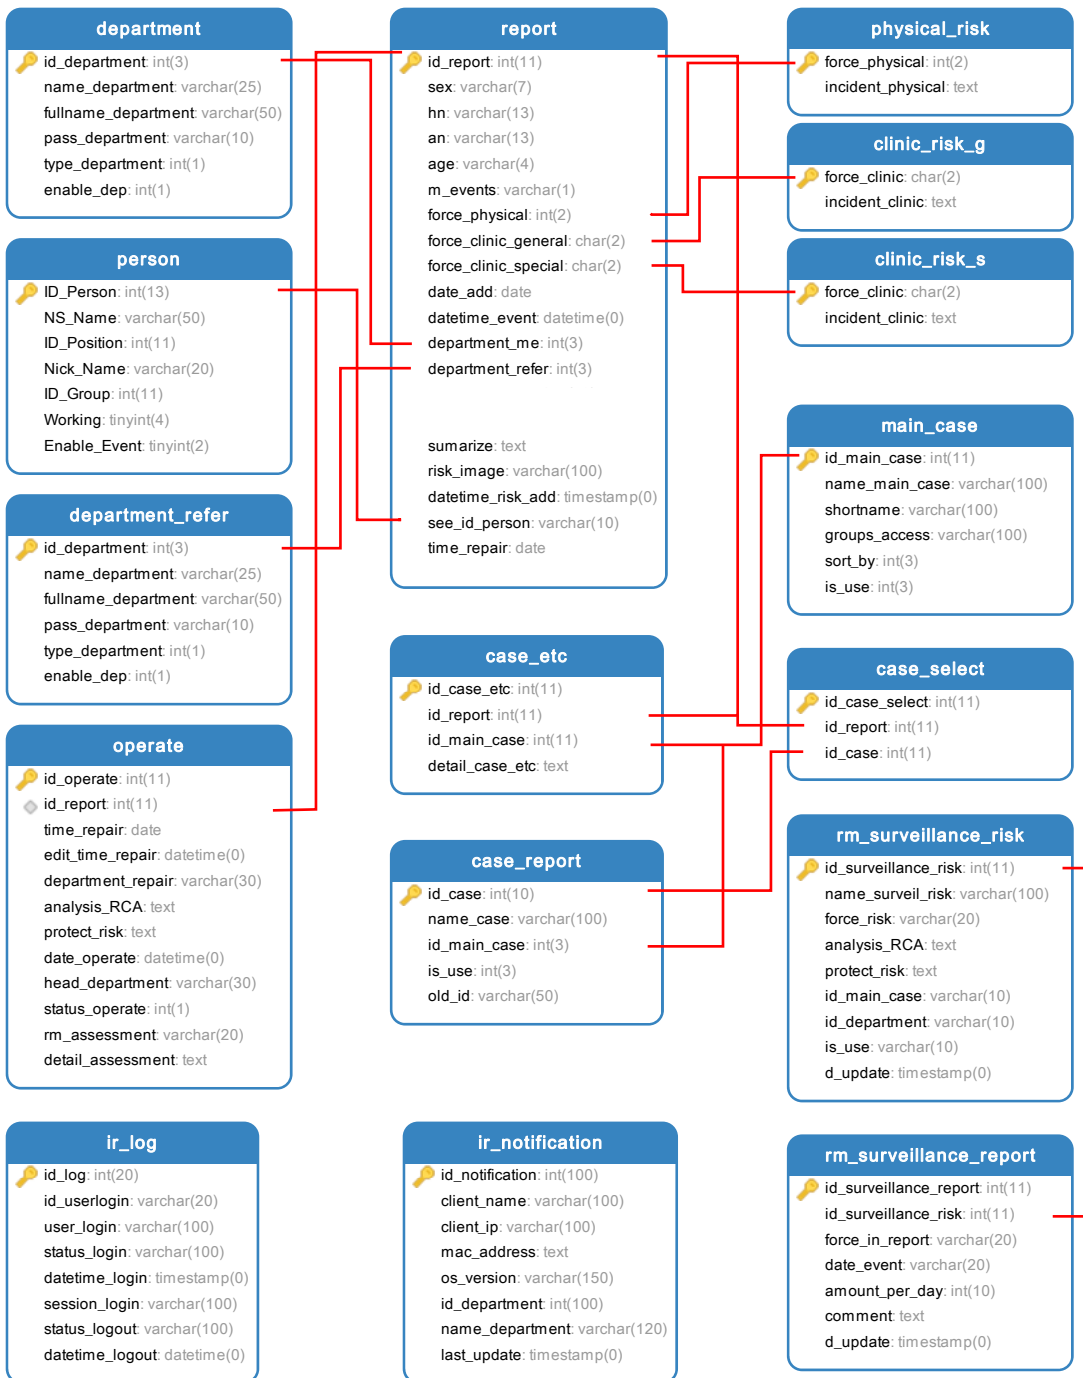 department
id_department: int(3)
name_department: varchar(25)
fullname_department: varchar(50)
pass_department: varchar(10)
type_department: int(1)
enable_dep: int(1)
person
ID_Person: int(13)
NS_Name: varchar(50)
ID_Position: int(11)
Nick_Name: varchar(20)
ID_Group: int(11)
Working: tinyint(4)
Enable_Event: tinyint(2)
department_refer
id_department: int(3)
name_department: varchar(25)
fullname_department: varchar(50)
pass_department: varchar(10)
type_department: int(1)
enable_dep: int(1)
operate
id_operate: int(11)
id_report: int(11)
time_repair: date
edit_time_repair: datetime(0)
department_repair: varchar(30)
analysis_RCA: text
protect_risk: text
date_operate: datetime(0)
head_department: varchar(30)
status_operate: int(1)
rm_assessment: varchar(20)
detail_assessment: text
ir_log
id_log: int(20)
id_userlogin: varchar(20)
user_login: varchar(100)
status_login: varchar(100)
datetime_login: timestamp(0)
session_login: varchar(100)
status_logout: varchar(100)
datetime_logout: datetime(0)
report
id_report: int(11)
sex: varchar(7)
hn: varchar(13)
an: varchar(13)
age: varchar(4)
m_events: varchar(1)
force_physical: int(2)
force_clinic_general: char(2)
force_clinic_special: char(2)
date_add: date
datetime_event: datetime(0)
department_me: int(3)
department_refer: int(3)
sumarize: text
risk_image: varchar(100)
datetime_risk_add: timestamp(0)
see_id_person: varchar(10)
time_repair: date
case_etc
id_case_etc: int(11)
id_report: int(11)
id_main_case: int(11)
detail_case_etc: text
case_report
id_case: int(10)
name_case: varchar(100)
id_main_case: int(3)
is_use: int(3)
old_id: varchar(50)
ir_notification
id_notification: int(100)
client_name: varchar(100)
client_ip: varchar(100)
mac_address: text
os_version: varchar(150)
id_department: int(100)
name_department: varchar(120)
last_update: timestamp(0)
physical_risk
force_physical: int(2)
incident_physical: text
clinic_risk_g
force_clinic: char(2)
incident_clinic: text
clinic_risk_s
force_clinic: char(2)
incident_clinic: text
main_case
id_main_case: int(11)
name_main_case: varchar(100)
shortname: varchar(100)
groups_access: varchar(100)
sort_by: int(3)
is_use: int(3)
case_select
id_case_select: int(11)
id_report: int(11)
id_case: int(11)
rm_surveillance_risk
id_surveillance_risk: int(11)
name_surveil_risk: varchar(100)
force_risk: varchar(20)
analysis_RCA: text
protect_risk: text
id_main_case: varchar(10)
id_department: varchar(10)
is_use: varchar(10)
d_update: timestamp(0)
rm_surveillance_report
id_surveillance_report: int(11)
id_surveillance_risk: int(11)
force_in_report: varchar(20)
date_event: varchar(20)
amount_per_day: int(10)
comment: text
d_update: timestamp(0)